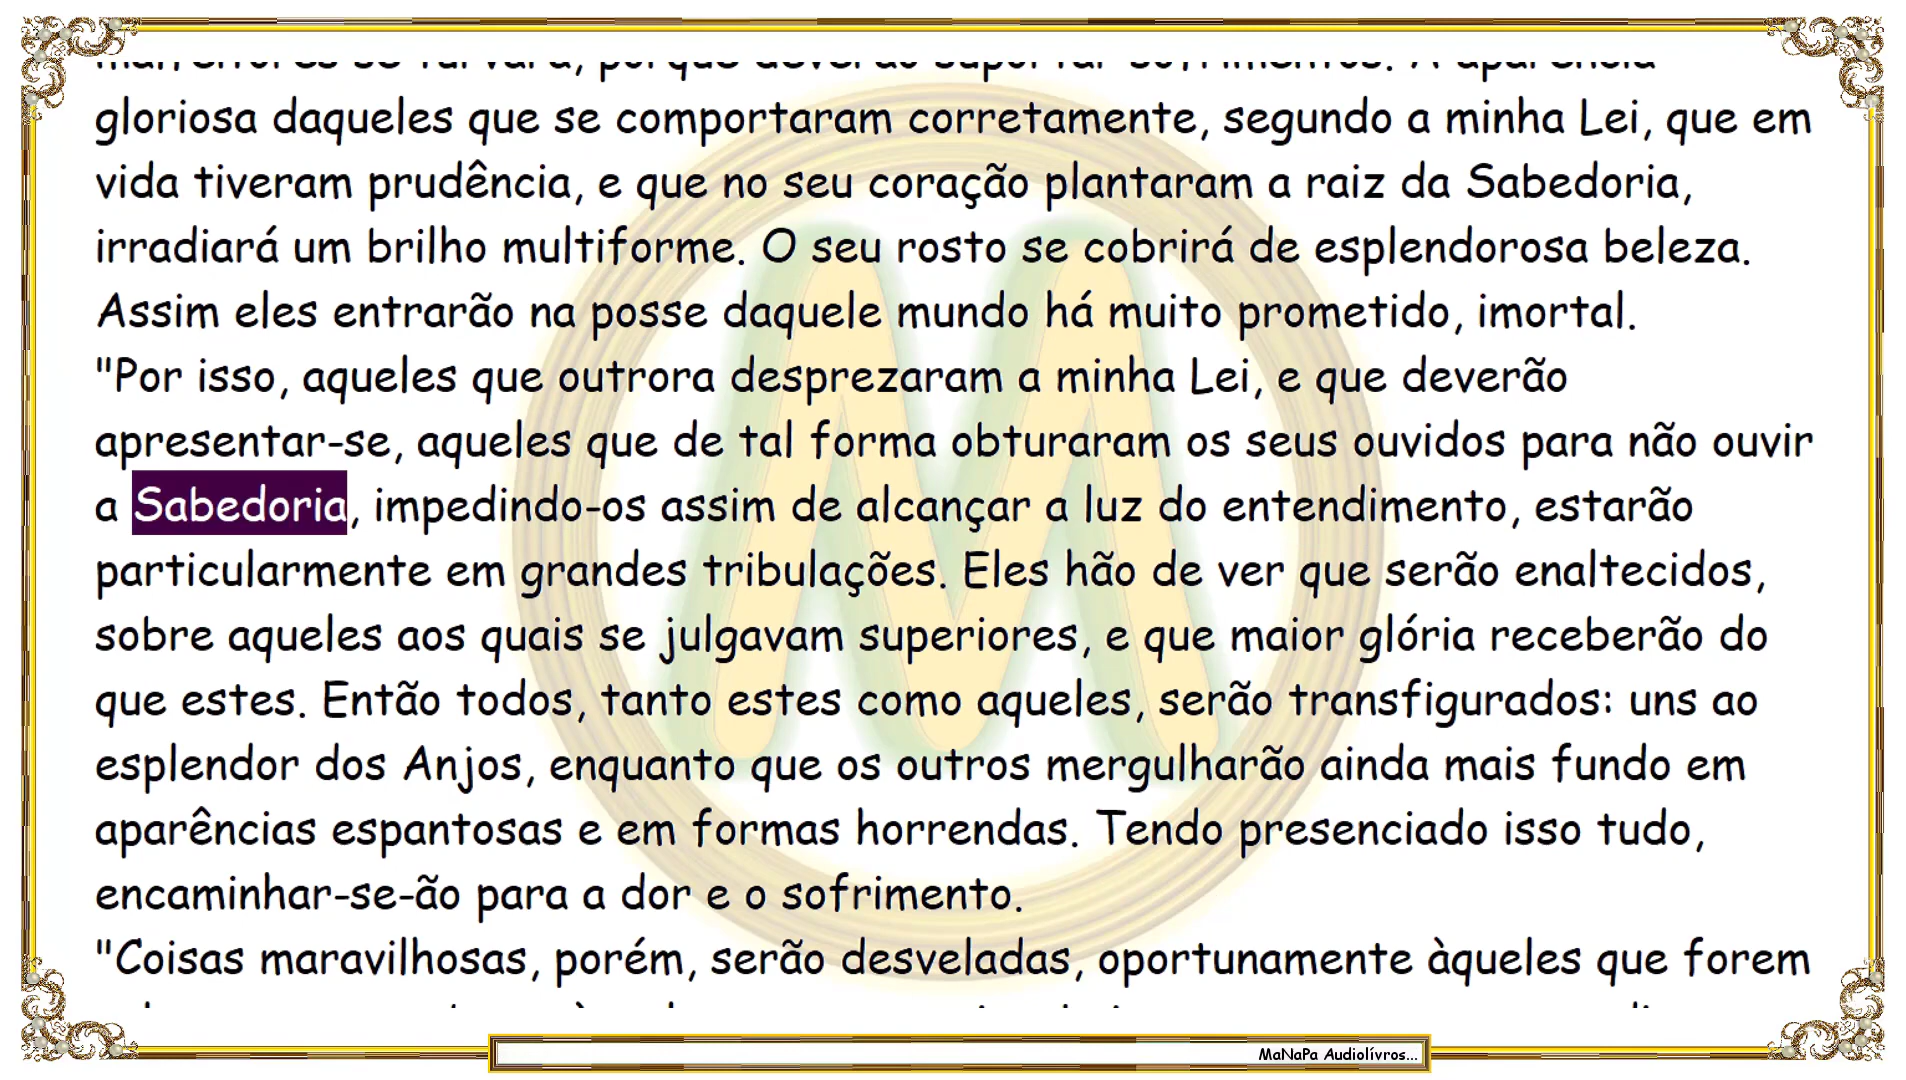 porque deverão suportar sofrimentos. A aparência
gloriosa daqueles que se comportaram corretamente, segundo a minha Lei, que em
vida tiveram prudência, e que no seu coração plantaram a raiz da Sabedoria,
irradiará um brilho multiforme. O seu rosto se cobrirá de esplendorosa beleza.
Assim eles entrarão na posse daquele mundo há muito prometido, imortal.
"Por isso, aqueles que outrora desprezaram a minha Lei, e que deverão
apresentar-se, aqueles que de tal forma obturaram os seus ouvidos para não ouvir
a Sabedoria, impedindo-os assim de alcançar a luz do entendimento, estarão
particularmente em grandes tribulações. Eles hão de ver que serão enaltecidos,
sobre aqueles aos quais se julgavam superiores, e que maior glória receberão do
que estes. Então todos, tanto estes como aqueles, serão transfigurados: uns ao
esplendor dos Anjos, enquanto que os outros mergulharão ainda mais fundo em
aparências espantosas e em formas horrendas. Tendo presenciado isso tudo,
encaminhar-se-ão para a dor e o sofrimento.
"Coisas maravilhosas, porém, serão desveladas, oportunamente àqueles que forem
MaNaPa Audiolívros...